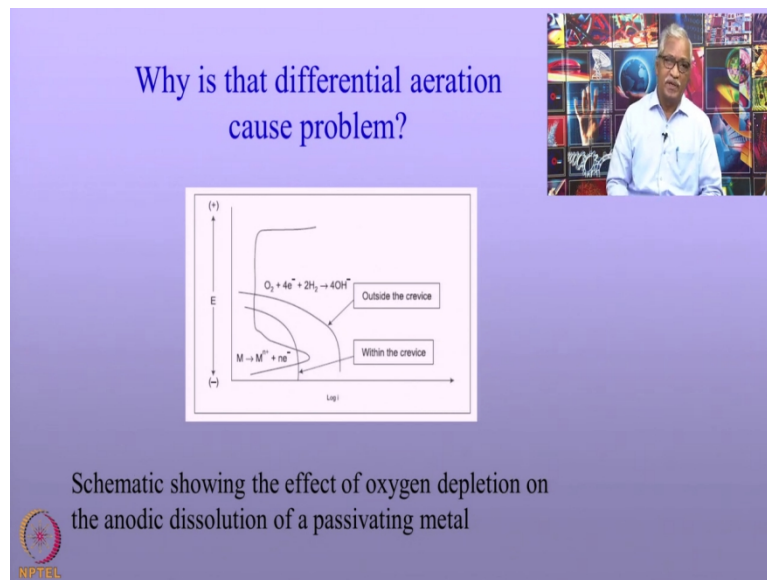 Why is that differential aeration
cause problem?
(+)
E
(–)
O₂ + 4e⁻ + 2H₂ → 4OH⁻
Outside the crevice
M → Mⁿ⁺ + ne⁻
Within the crevice
Log i
Schematic showing the effect of oxygen depletion on
the anodic dissolution of a passivating metal
NPTEL